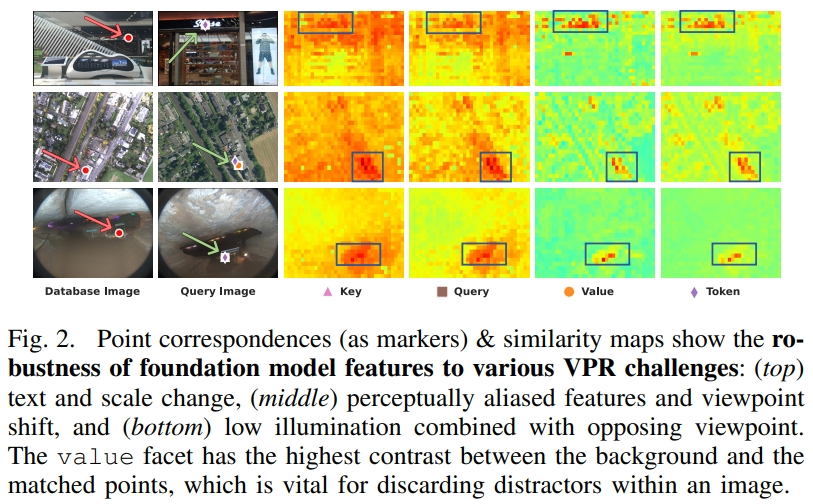 Database Image Query Image Key Query Value Token
Fig. 2. Point correspondences (as markers) & similarity maps show the ro-
bustness of foundation model features to various VPR challenges: (top)
text and scale change, (middle) perceptually aliased features and viewpoint
shift, and (bottom) low illumination combined with opposing viewpoint.
The value facet has the highest contrast between the background and the
matched points, which is vital for discarding distractors within an image.